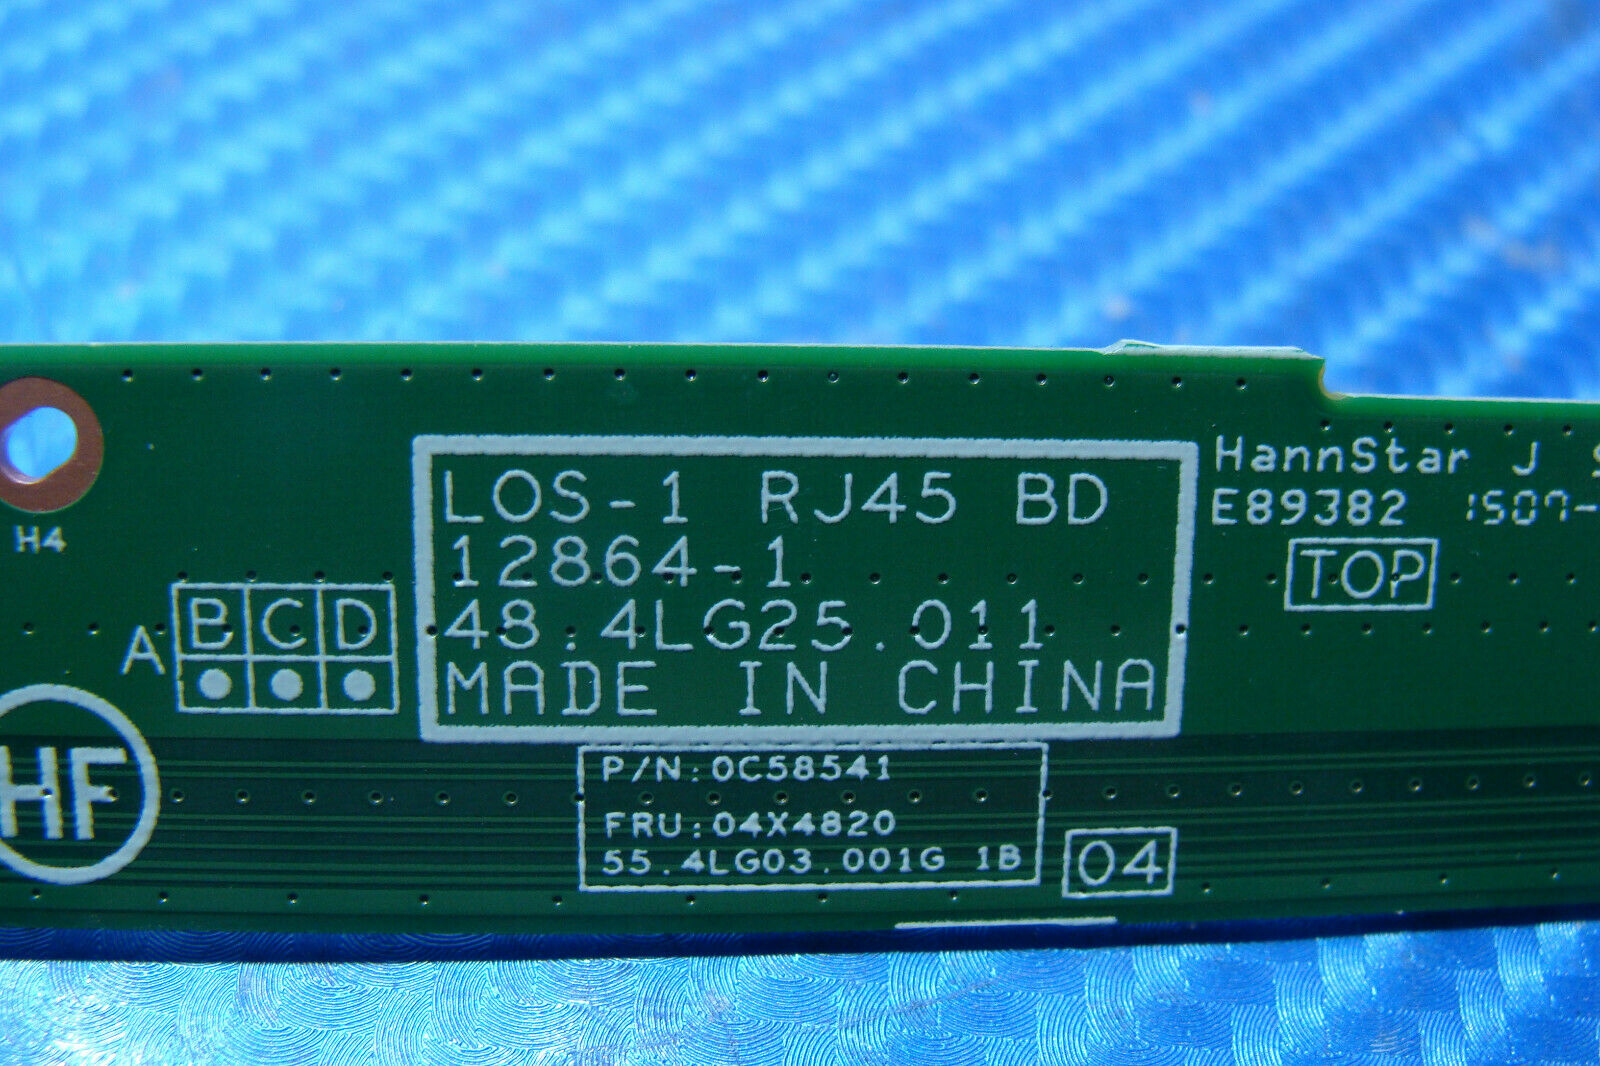 H4
A
B C D
HF
LOS-1 RJ45 BD
12864-1
48.4LG25.011
MADE IN CHINA
P/N:0C58541
FRU:04X4820
55.4LG03.001G 1B
04
HannStar J
E89382 1507-
TOP